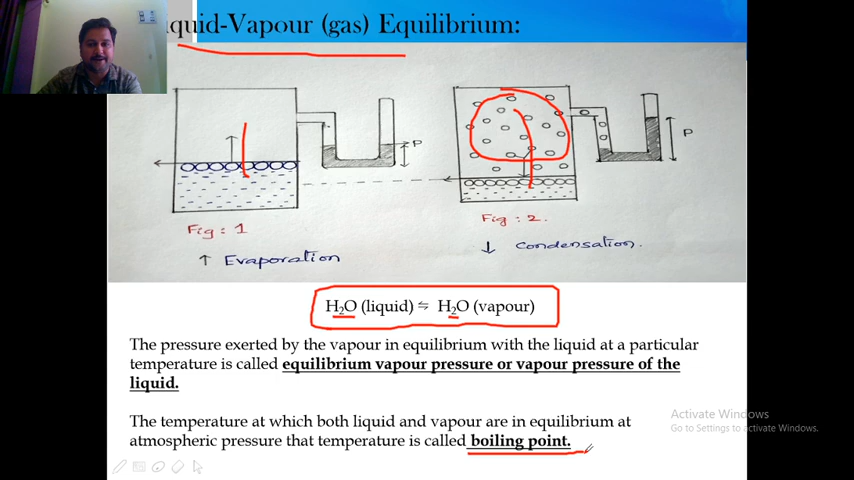 quid-Vapour (gas) Equilibrium:
P
P
Fig: 1
Fig: 2.
↑ Evaporation
↓ Condensation.
H₂O (liquid) ⇋ H₂O (vapour)
The pressure exerted by the vapour in equilibrium with the liquid at a particular
temperature is called equilibrium vapour pressure or vapour pressure of the
liquid.
The temperature at which both liquid and vapour are in equilibrium at
atmospheric pressure that temperature is called boiling point.
Activate Windows
Go to Settings to activate Windows.